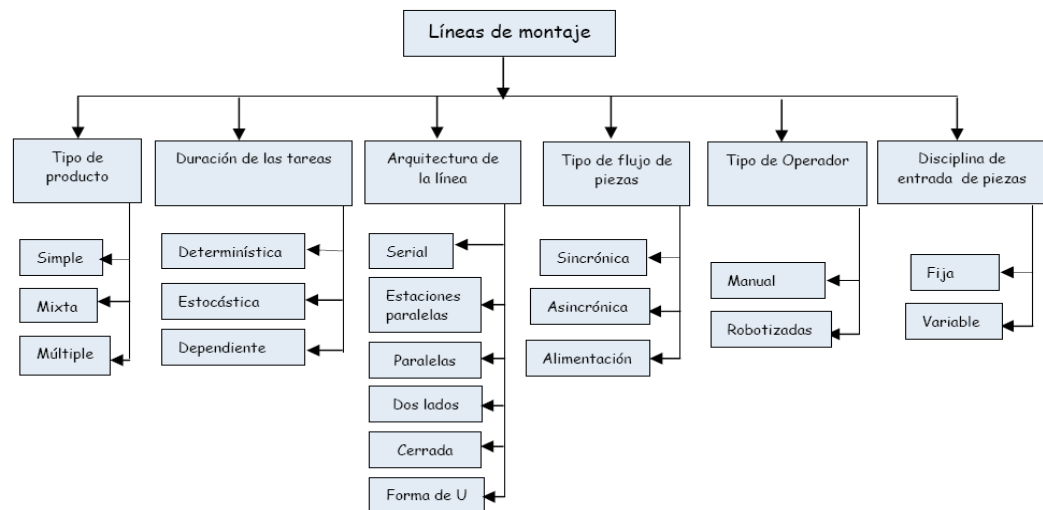 Líneas de montaje
Tipo de
producto
Duración de las tareas
Arquitectura de
la línea
Tipo de flujo de
piezas
Tipo de Operador
Disciplina de
entrada de piezas
Simple
Mixta
Múltiple
Determinística
Estocástica
Dependiente
Serial
Estaciones
paralelas
Paralelas
Dos lados
Cerrada
Forma de U
Sincrónica
Asincrónica
Alimentación
Manual
Robotizadas
Fija
Variable